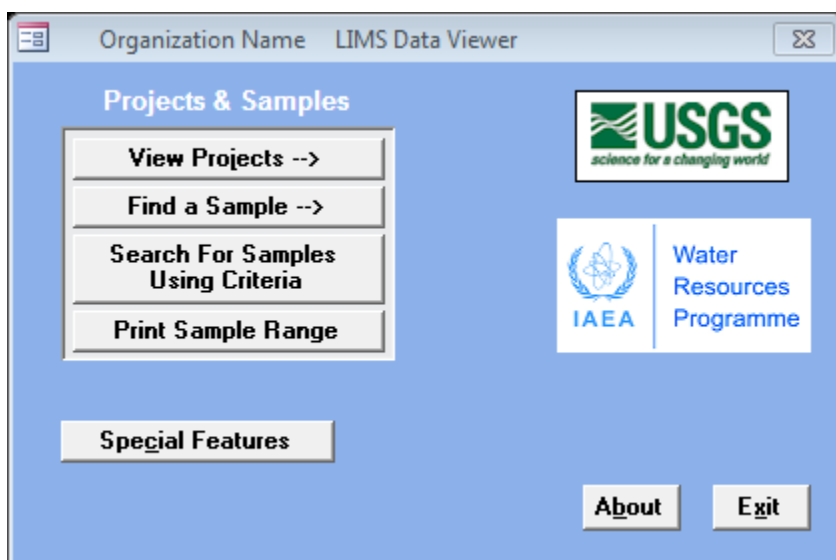 Organization Name LIMS Data Viewer
Projects & Samples
View Projects -->
Find a Sample -->
Search For Samples
Using Criteria
Print Sample Range
Special Features
USGS
science for a changing world
IAEA
Water
Resources
Programme
About
Exit